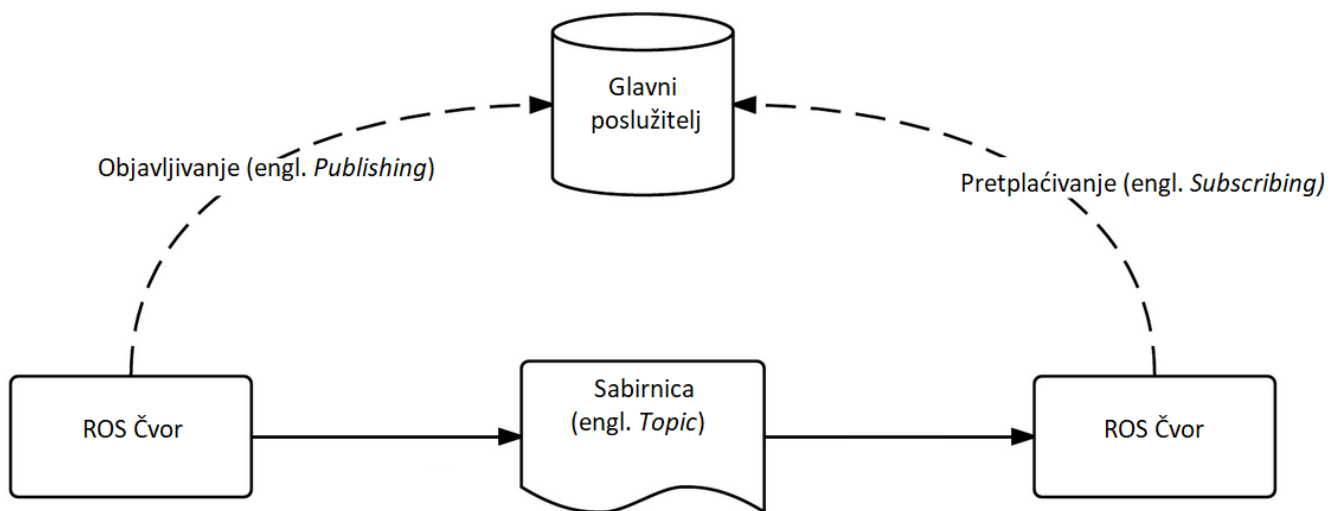 Glavni
poslužitelj
Objavljivanje (engl. Publishing)
Pretplaćivanje (engl. Subscribing)
ROS Čvor
Sabirnica
(engl. Topic)
ROS Čvor